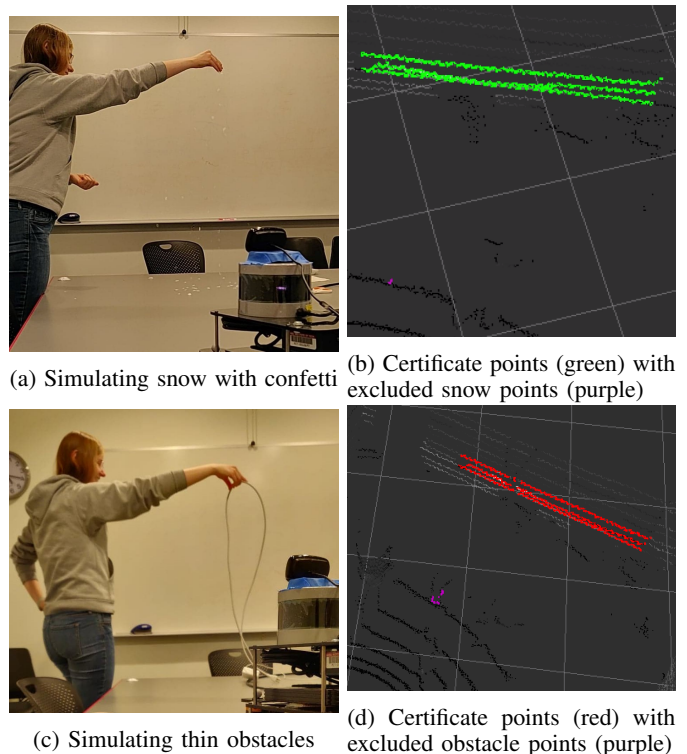 (a) Simulating snow with confetti
(b) Certificate points (green) with
excluded snow points (purple)
(c) Simulating thin obstacles
(d) Certificate points (red) with
excluded obstacle points (purple)